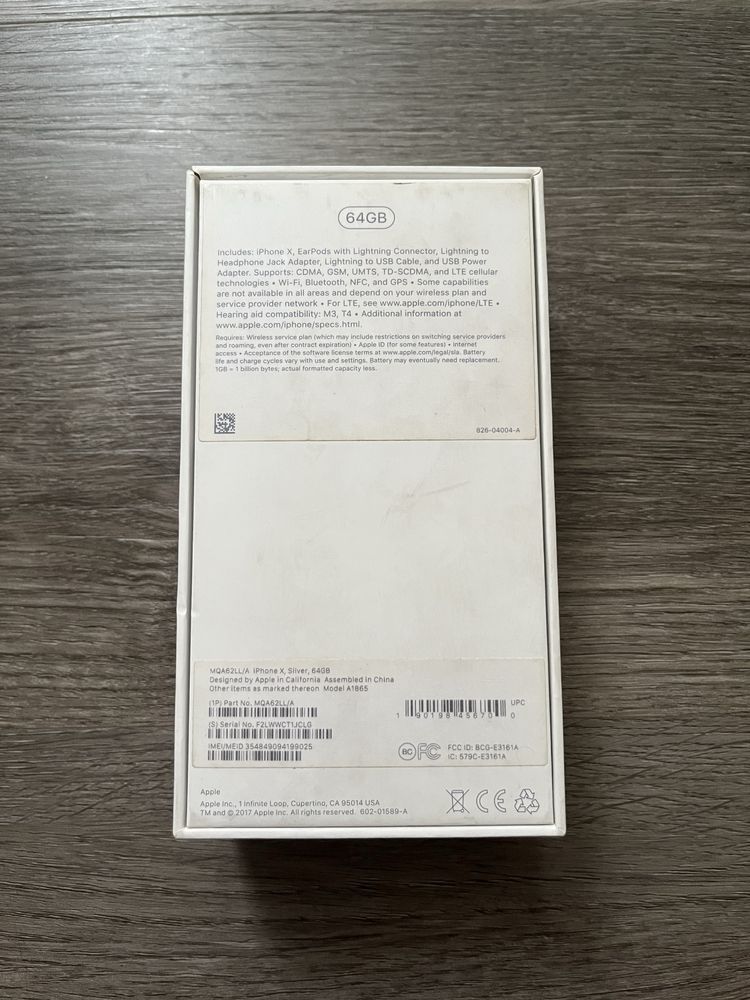 64GB
Includes: iPhone X, EarPods with Lightning Connector, Lightning to
Headphone Jack Adapter, Lightning to USB Cable, and USB Power
Adapter. Supports: CDMA, GSM, UMTS, TD-SCDMA, and LTE cellular
technologies • Wi-Fi, Bluetooth, NFC, and GPS • Some capabilities
are not available in all areas and depend on your wireless plan and
service provider network • For LTE, see www.apple.com/iphone/LTE •
Hearing aid compatibility: M3, T4 • Additional information at
www.apple.com/iphone/specs.html.
Requires: Wireless service plan (which may include restrictions on switching service providers
and roaming, even after contract expiration) • Apple ID (for some features) • Internet
access • Acceptance of the software license terms at www.apple.com/legal/sla. Battery
life and charge cycles vary with use and settings. Battery may eventually need replacement.
1GB = 1 billion bytes; actual formatted capacity less.
826-04004-A
MQA62LL/A iPhone X, Silver, 64GB
Designed by Apple in California Assembled in China
Other items as marked thereon Model A1865
(1P) Part No. MQA62LL/A
(S) Serial No. F2LWWCT1JCLG
IMEI/MEID 354849094199025
UPC
1 90198 45670 0
BC FC FCC ID: BCG-E3161A
IC: 579C-E3161A
Apple
Apple Inc., 1 Infinite Loop, Cupertino, CA 95014 USA
TM and © 2017 Apple Inc. All rights reserved. 602-01589-A
CE